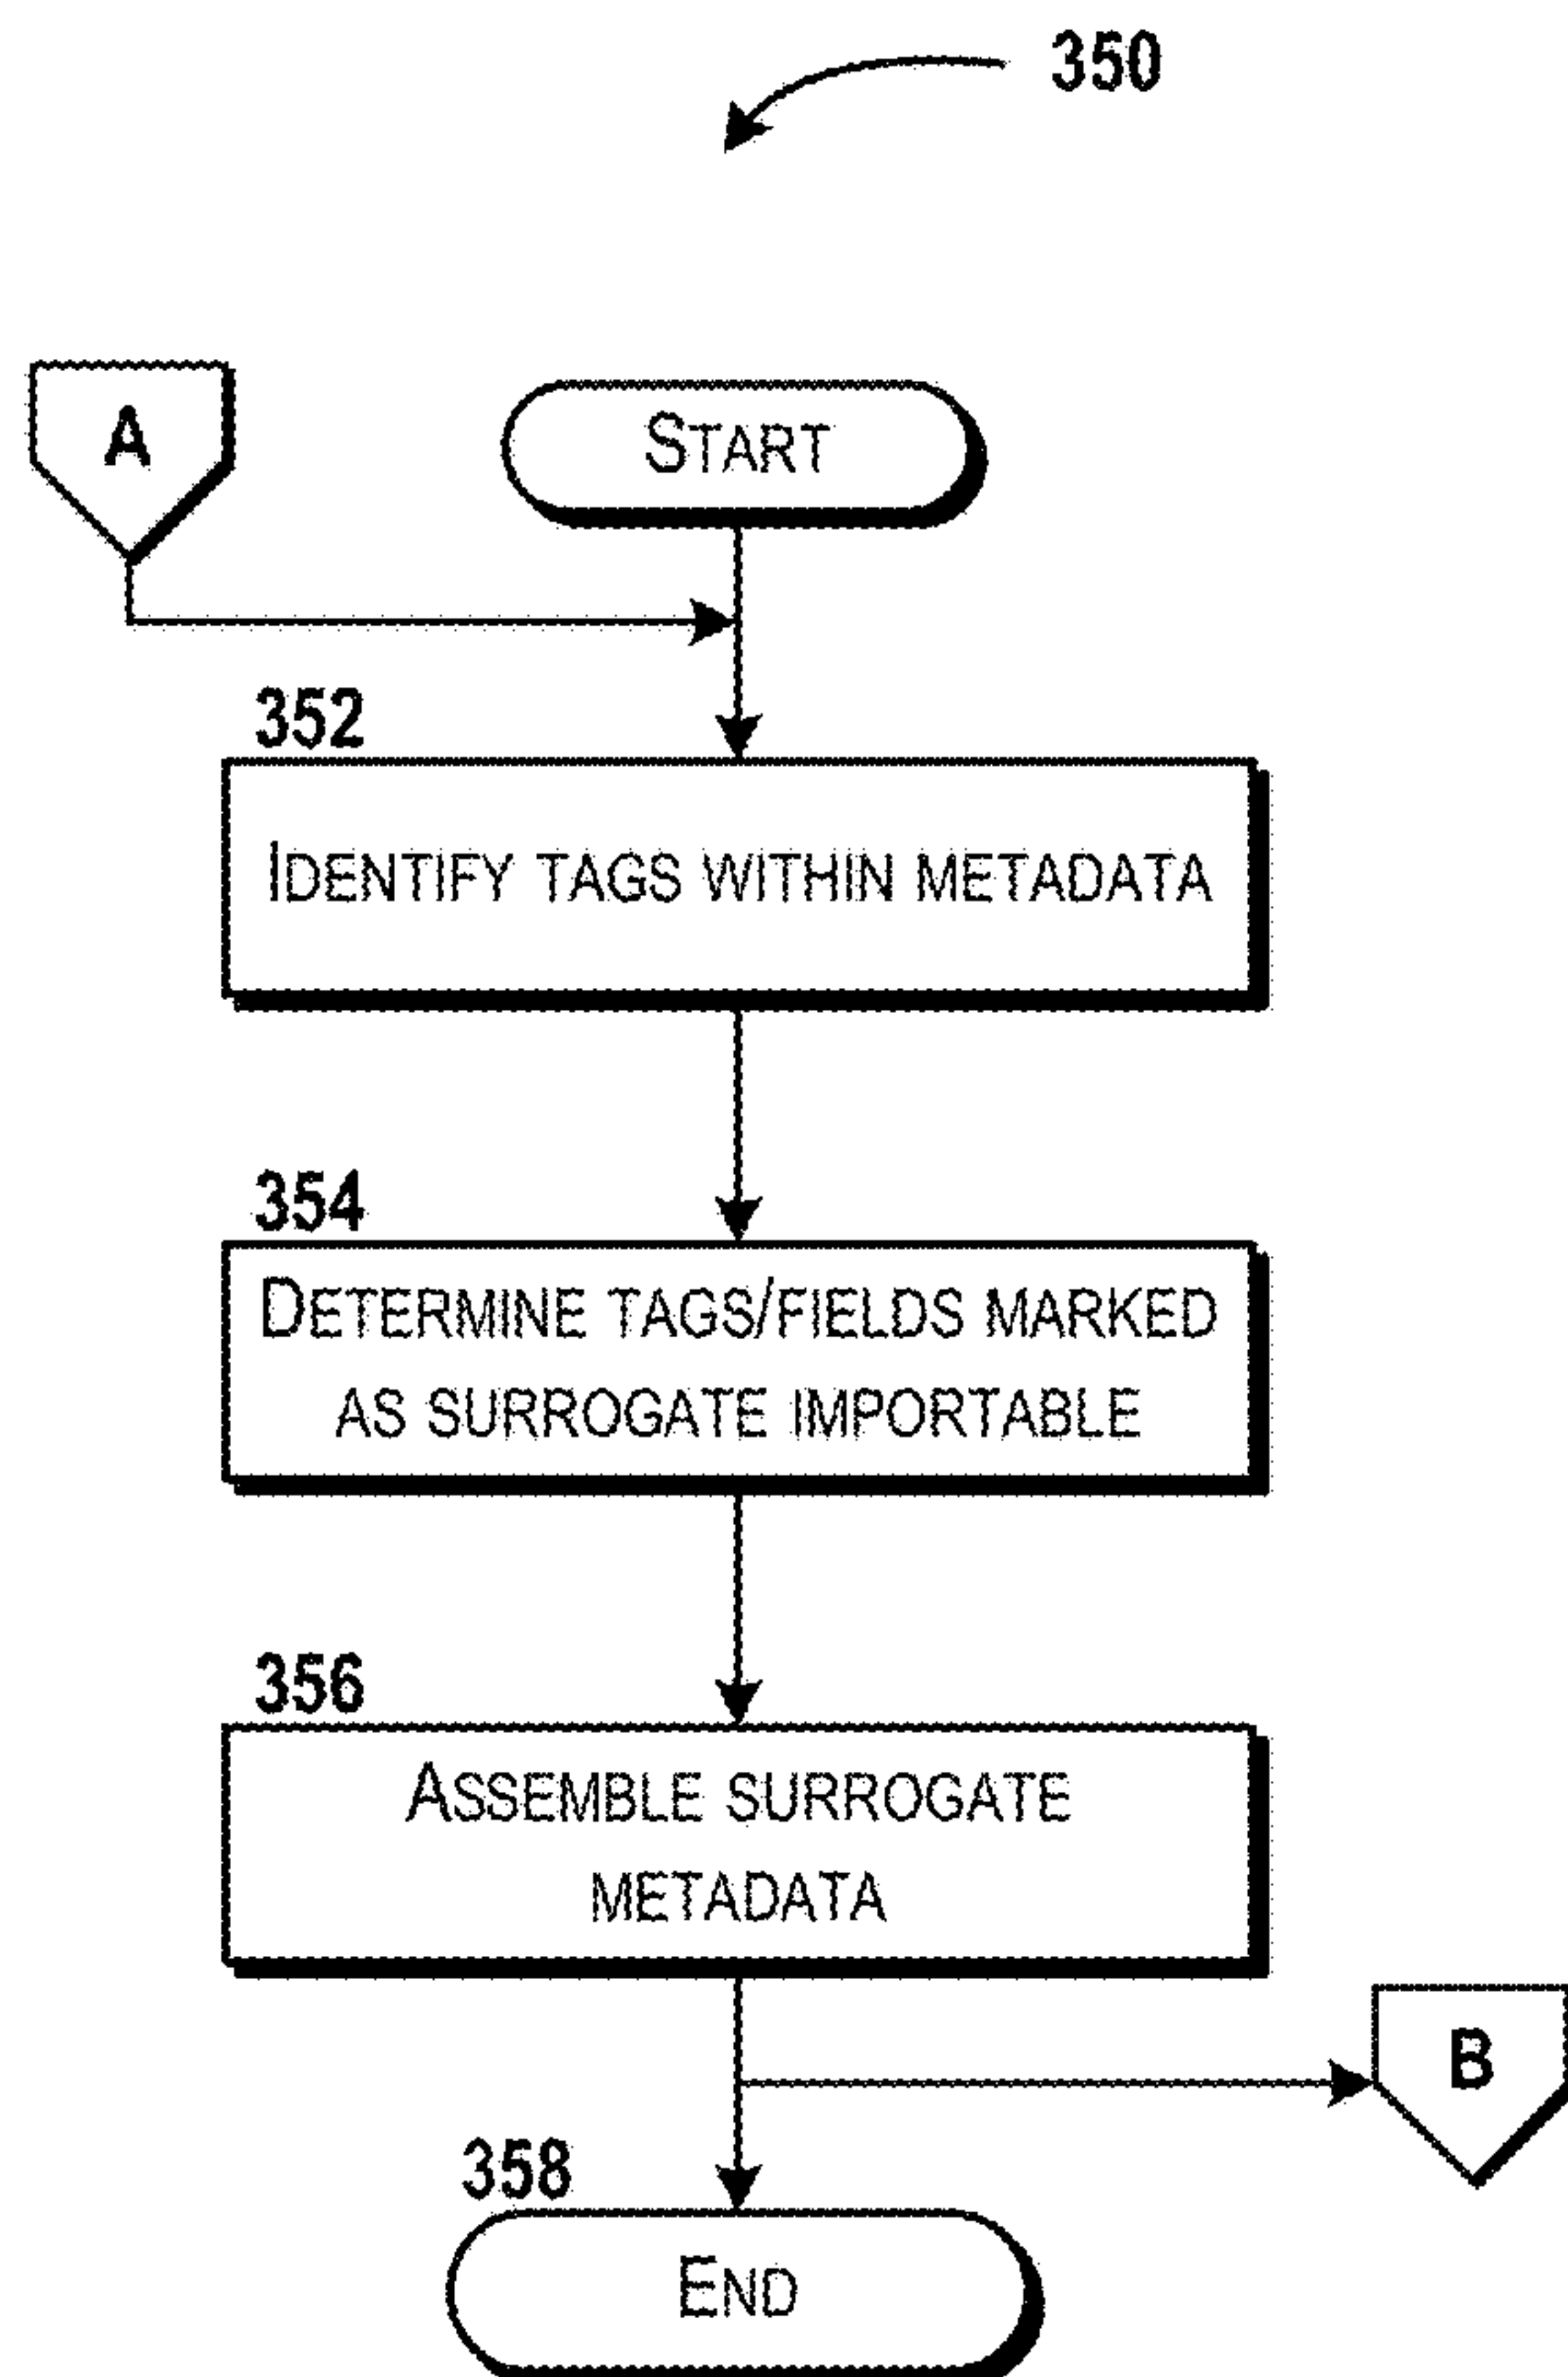 350
A
START
352
IDENTIFY TAGS WITHIN METADATA
354
DETERMINE TAGS/FIELDS MARKED
AS SURROGATE IMPORTABLE
356
ASSEMBLE SURROGATE
METADATA
B
358
END